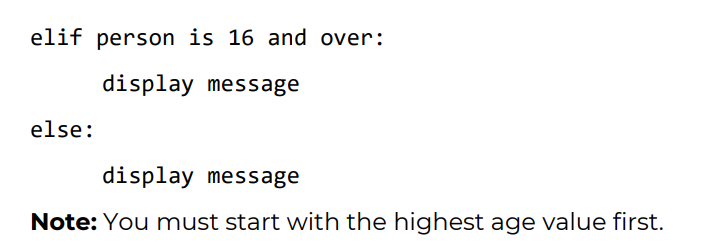 elif person is 16 and over:
display message
else:
display message
Note: You must start with the highest age value first.